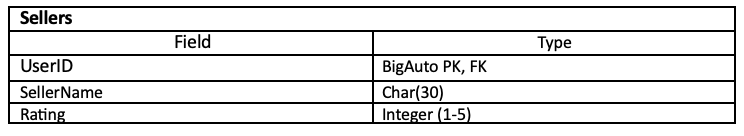 Sellers
Field Type
UserID BigAuto PK, FK
SellerName Char(30)
Rating Integer (1-5)